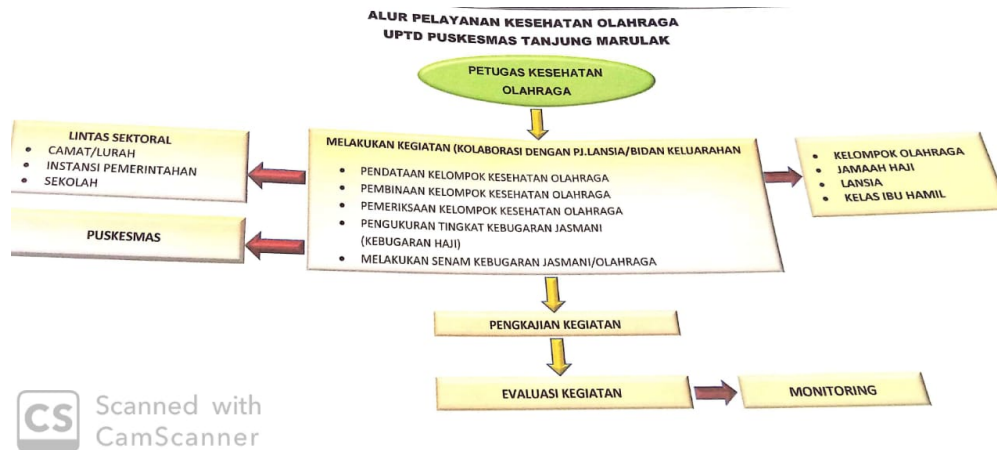 ALUR PELAYANAN KESEHATAN OLAHRAGA
UPTD PUSKESMAS TANJUNG MARULAK
PETUGAS KESEHATAN
OLAHRAGA
LINTAS SEKTORAL
• CAMAT/LURAH
• INSTANSI PEMERINTAHAN
• SEKOLAH
PUSKESMAS
MELAKUKAN KEGIATAN (KOLABORASI DENGAN PJ.LANSIA/BIDAN KELUARAHAN
• PENDATAAN KELOMPOK KESEHATAN OLAHRAGA
• PEMBINAAN KELOMPOK KESEHATAN OLAHRAGA
• PEMERIKSAAN KELOMPOK KESEHATAN OLAHRAGA
• PENGUKURAN TINGKAT KEBUGARAN JASMANI
(KEBUGARAN HAJI)
• MELAKUKAN SENAM KEBUGARAN JASMANI/OLAHRAGA
• KELOMPOK OLAHRAGA
• JAMAAH HAJI
• LANSIA
• KELAS IBU HAMIL
PENGKAJIAN KEGIATAN
EVALUASI KEGIATAN
MONITORING
CS
Scanned with
CamScanner